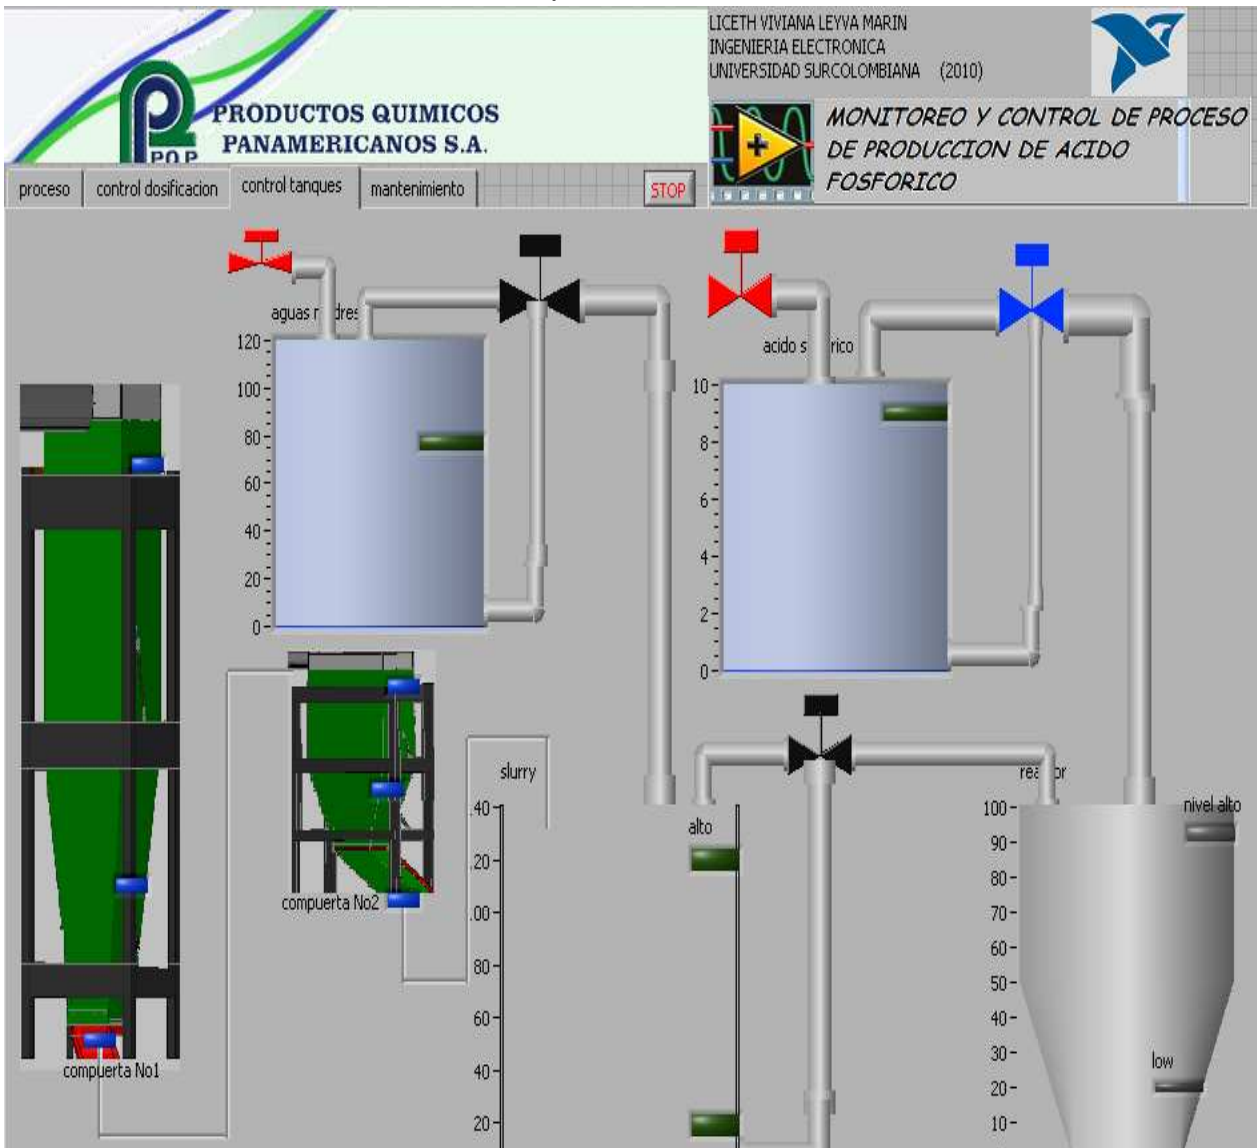 LICETH VIVIANA LEYVA MARIN
INGENIERIA ELECTRONICA
UNIVERSIDAD SURCOLOMBIANA (2010)
PQP
PRODUCTOS QUIMICOS
PANAMERICANOS S.A.
MONITOREO Y CONTROL DE PROCESO
DE PRODUCCION DE ACIDO
FOSFORICO
proceso
control dosificacion
control tanques
mantenimiento
STOP
aguas
120
100
80
60
40
20
0
acido
10
8
6
4
2
0
compuerta No1
compuerta No2
slurry
40
20
00
80
60
40
20
alto
100
90
80
70
60
50
40
30
20
10
nivel alto
low